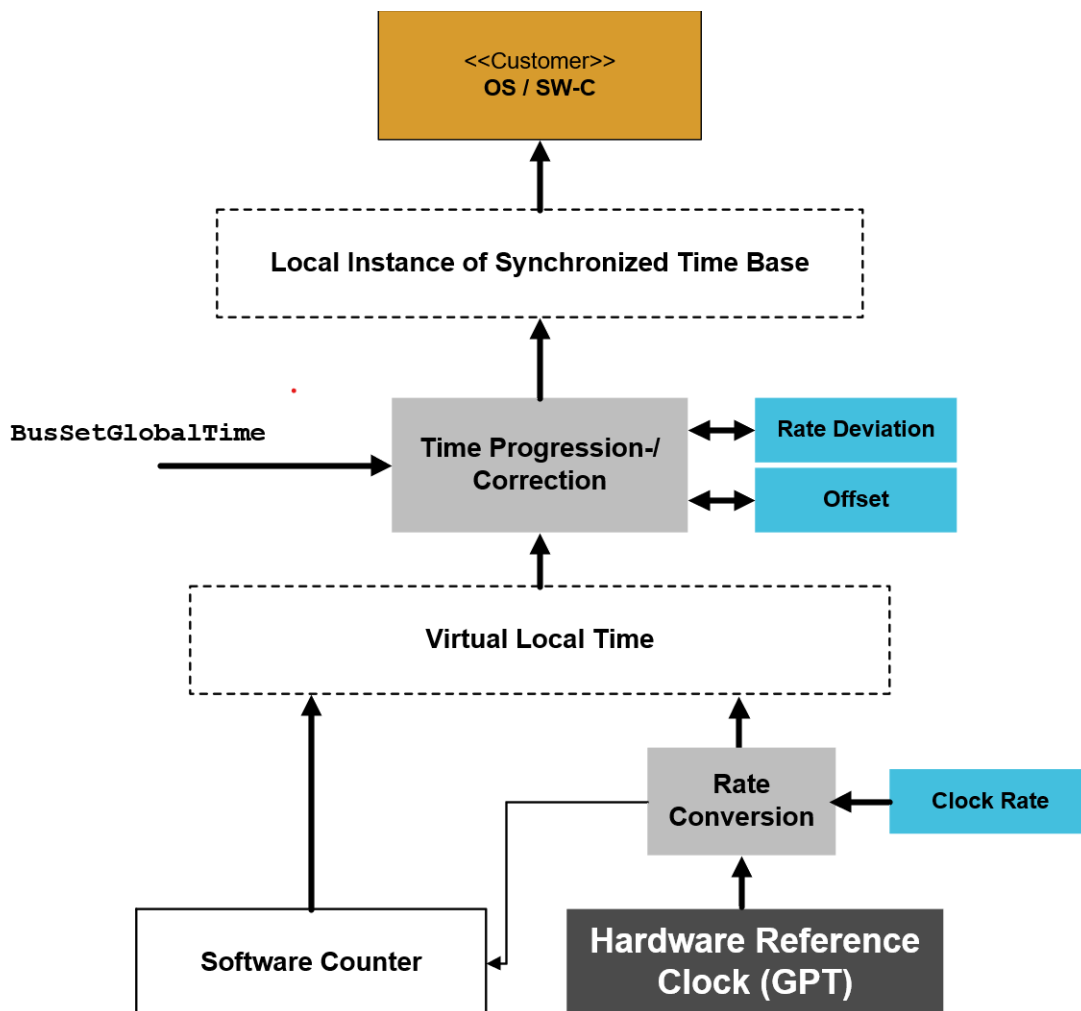 <<Customer>>
OS / SW-C
Local Instance of Synchronized Time Base
BusSetGlobalTime
Time Progression-/
Correction
Rate Deviation
Offset
Virtual Local Time
Rate
Conversion
Clock Rate
Software Counter
Hardware Reference
Clock (GPT)